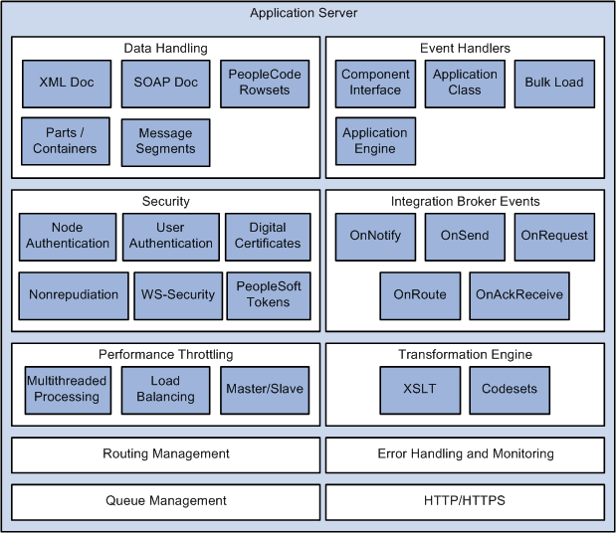 Application Server
Data Handling
XML Doc
SOAP Doc
PeopleCode
Rowsets
Parts /
Containers
Message
Segments
Event Handlers
Component
Interface
Application
Class
Bulk Load
Application
Engine
Security
Node
Authentication
User
Authentication
Digital
Certificates
Nonrepudiation
WS-Security
PeopleSoft
Tokens
Integration Broker Events
OnNotify
OnSend
OnRequest
OnRoute
OnAckReceive
Performance Throttling
Multithreaded
Processing
Load
Balancing
Master/Slave
Transformation Engine
XSLT
Codesets
Routing Management
Error Handling and Monitoring
Queue Management
HTTP/HTTPS